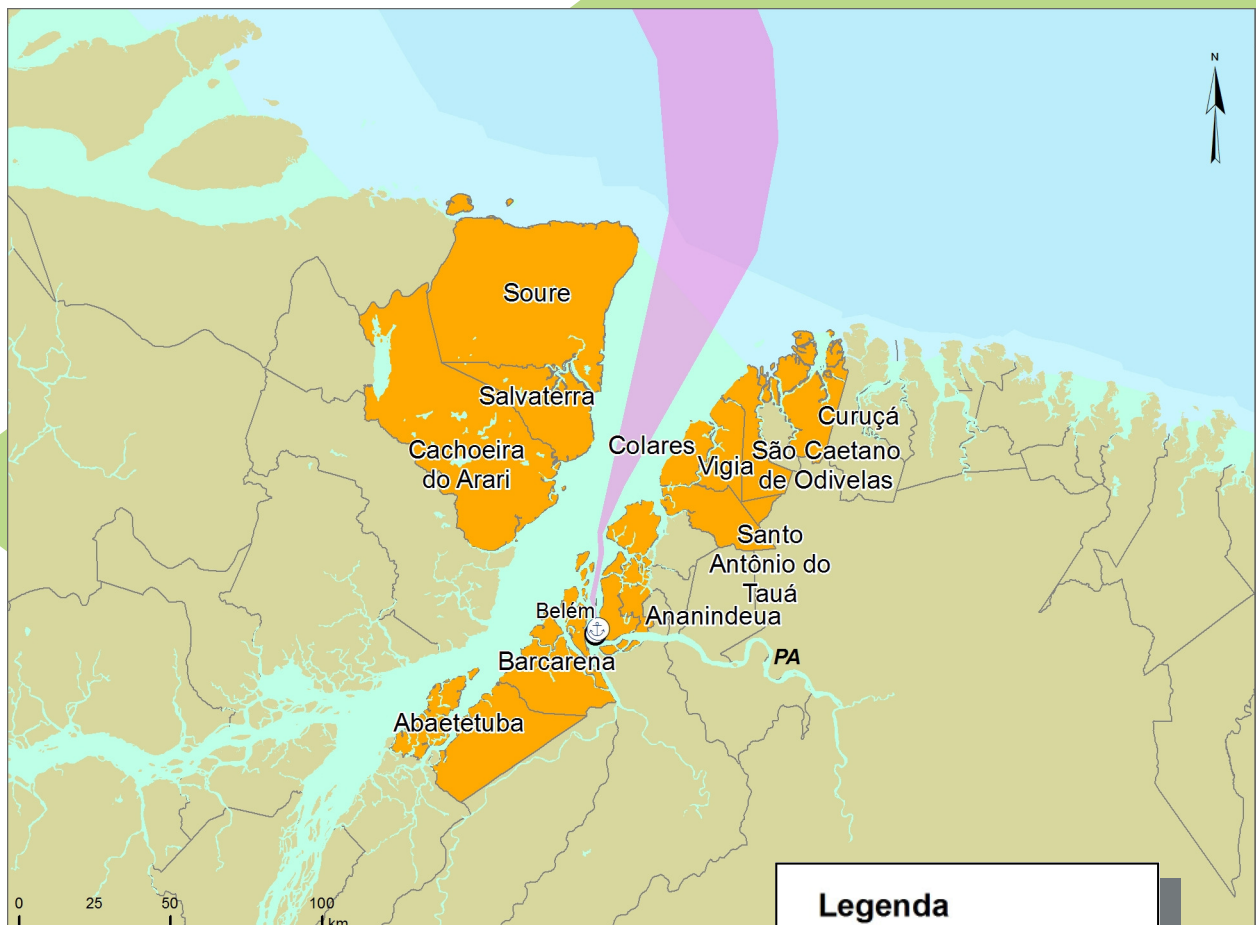 N
Soure
Salvaterra
Cachoeira
do Arari
Colares
Vigia
Curuçá
São Caetano
de Odivelas
Santo
Antônio do
Tauá
Belém
Ananindeua
Barcarena
PA
Abaetetuba
0 25 50 100
km
Legenda